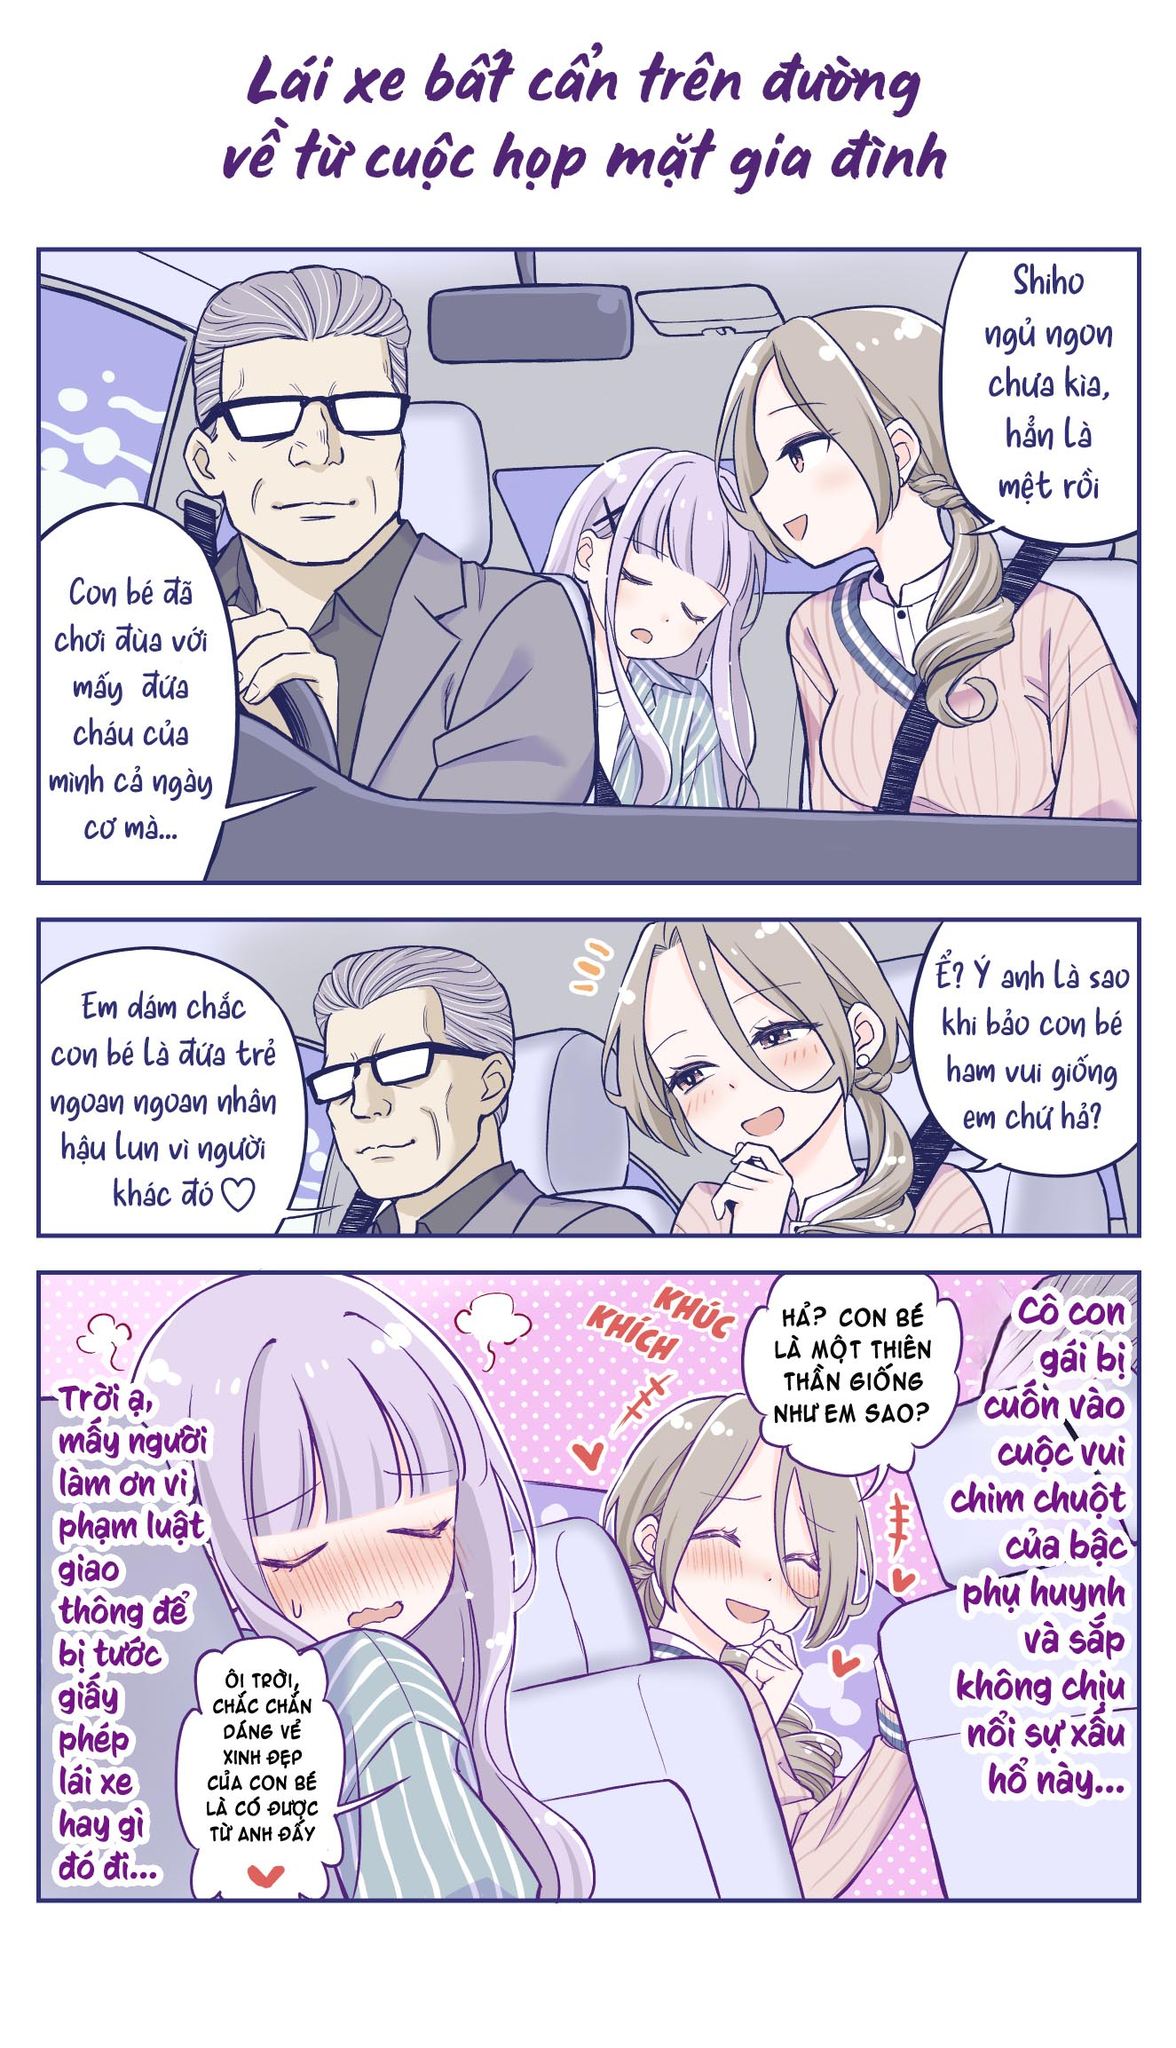 Lái xe bất cẩn trên đường
về từ cuộc họp mặt gia đình
Shiho
ngủ ngon
chưa kìa,
hẳn là
mệt rồi
Con bé đã
chơi đùa với
mấy đứa
cháu của
mình cả ngày
cơ mà...
Ể? Ý anh là sao
khi bảo con bé
ham vui giống
em chứ hả?
Em dám chắc
con bé là đứa trẻ
ngoan ngoan nhân
hậu lun vì người
khác đó ♡
Cô con
gái bị
cuốn vào
cuộc vui
chim chuột
của bậc
phụ huynh
và sắp
không chịu
nổi sự xấu
hổ này...
HẢ? CON BÉ
LÀ MỘT THIÊN
THẦN GIỐNG
NHƯ EM SAO?
KHÚC
KHÍCH
ÔI TRỜI,
CHẮC CHẮN
DÁNG VẺ
XINH ĐẸP
CỦA CON BÉ
LÀ CÓ ĐƯỢC
TỪ ANH ĐẤY
Trời ạ,
mấy người
làm ơn vi
phạm luật
giao
thông để
bị tước
giấy
phép
lái xe
hay gì
đó đi...